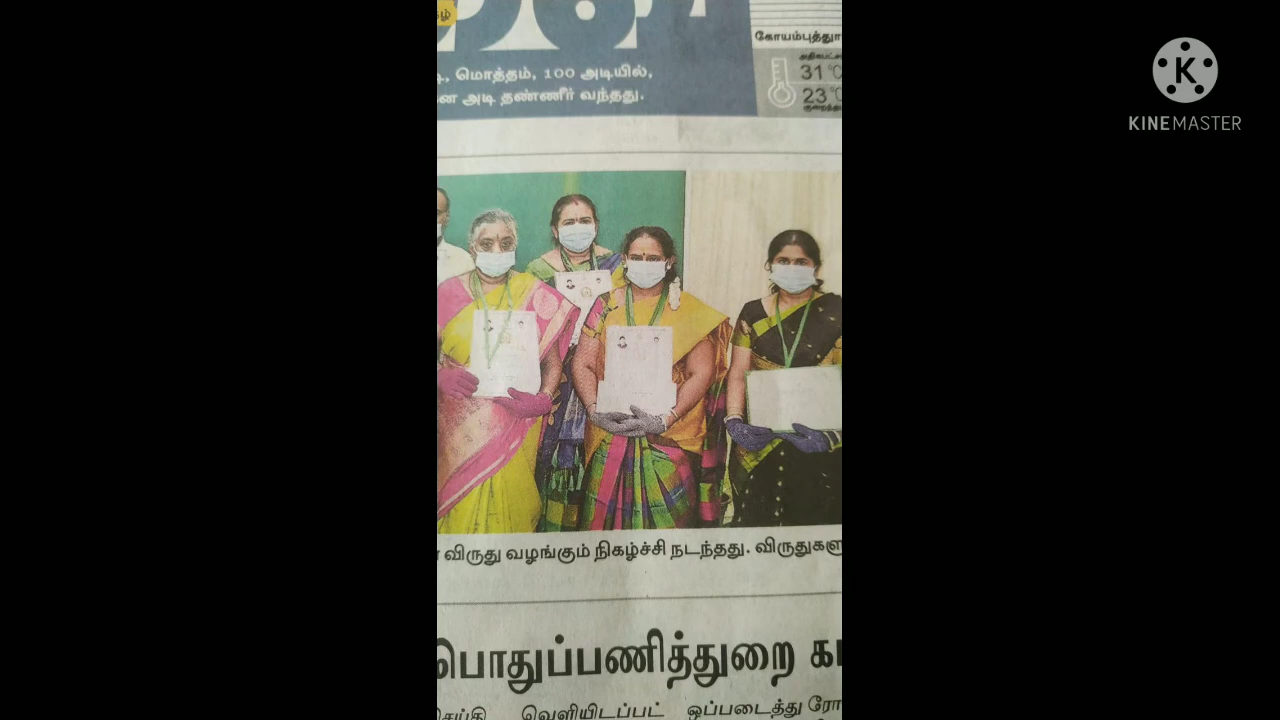 கோயம்புத்தூர்
, மொத்தம், 100 அடியில்,
அடி தண்ணீர் வந்தது.
31 °C
23 °C
KINEMASTER
விருது வழங்கும் நிகழ்ச்சி நடந்தது. விருதுகளு
பொதுப்பணித்துறை
வெளியிடப்பட் ஒப்படைத்து ரோ